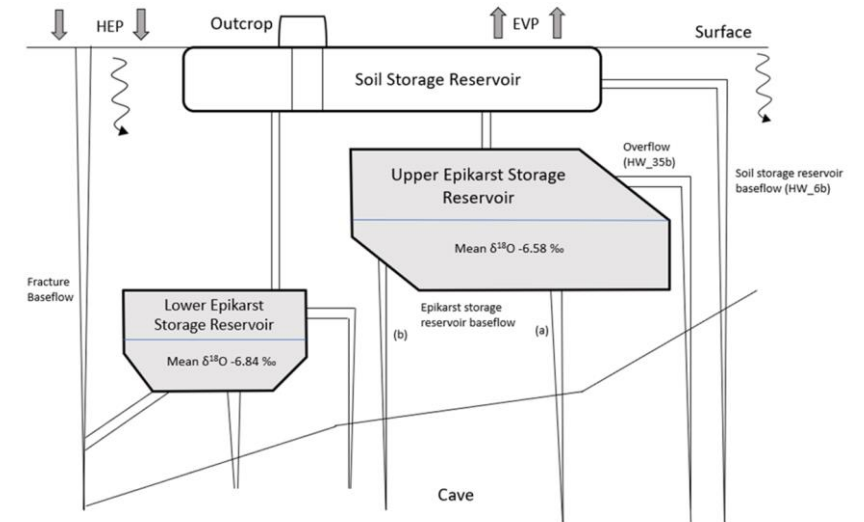 HEP
Outcrop
EVP
Surface
Soil Storage Reservoir
Overflow
(HW_35b)
Upper Epikarst Storage
Reservoir
Soil storage reservoir
baseflow (HW_6b)
Mean δ¹⁸O -6.58 ‰
Fracture
Baseflow
Lower Epikarst
Storage Reservoir
Epikarst storage
reservoir baseflow
(b)
(a)
Mean δ¹⁸O -6.84 ‰
Cave